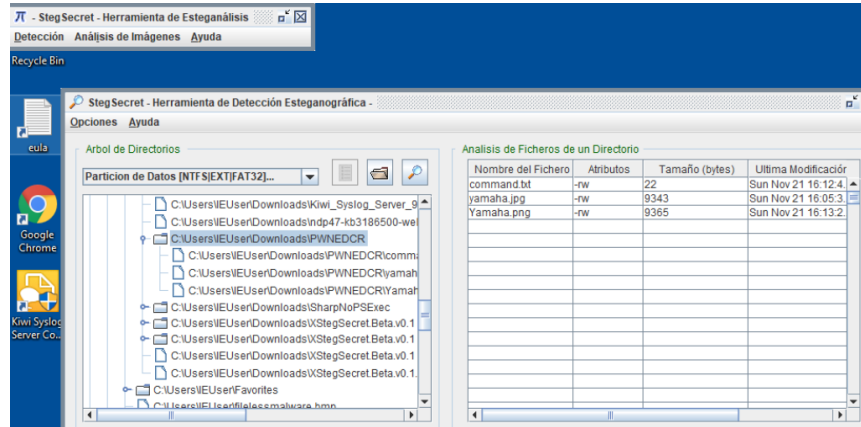 π - StegSecret - Herramienta de Esteganálisis
Detección Análisis de Imágenes Ayuda
Recycle Bin
eula
Google Chrome
Kiwi Syslog Server Co...
StegSecret - Herramienta de Detección Esteganográfica -
Opciones Ayuda
Arbol de Directorios
Particion de Datos [NTFS|EXT|FAT32]...
C:\Users\IEUser\Downloads\Kiwi_Syslog_Server_9
C:\Users\IEUser\Downloads\ndp47-kb3186500-wel
C:\Users\IEUser\Downloads\PWNEDCR
C:\Users\IEUser\Downloads\PWNEDCR\comm
C:\Users\IEUser\Downloads\PWNEDCR\yamah
C:\Users\IEUser\Downloads\PWNEDCR\Yamah
C:\Users\IEUser\Downloads\SharpNoPSExec
C:\Users\IEUser\Downloads\XStegSecret.Beta.v0.1
C:\Users\IEUser\Downloads\XStegSecret.Beta.v0.1
C:\Users\IEUser\Downloads\XStegSecret.Beta.v0.1
C:\Users\IEUser\Downloads\XStegSecret.Beta.v0.1.
C:\Users\IEUser\Favorites
C:\Users\IEUser\filelessmalware.bmp
Analisis de Ficheros de un Directorio
Nombre del Fichero Atributos Tamaño (bytes) Ultima Modificación
command.txt -rw 22 Sun Nov 21 16:12:4.
yamaha.jpg -rw 9343 Sun Nov 21 16:05:3.
Yamaha.png -rw 9365 Sun Nov 21 16:13:2.